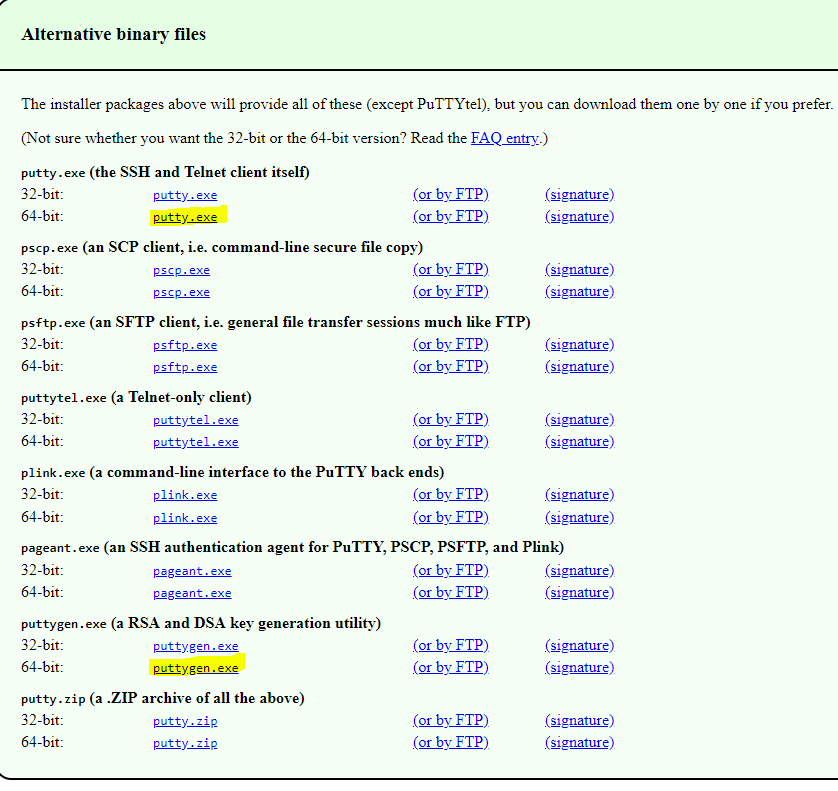 Alternative binary files
The installer packages above will provide all of these (except PuTTYtel), but you can download them one by one if you prefer.
(Not sure whether you want the 32-bit or the 64-bit version? Read the FAQ entry.)
putty.exe (the SSH and Telnet client itself)
32-bit: putty.exe (or by FTP) (signature)
64-bit: putty.exe (or by FTP) (signature)
pscp.exe (an SCP client, i.e. command-line secure file copy)
32-bit: pscp.exe (or by FTP) (signature)
64-bit: pscp.exe (or by FTP) (signature)
psftp.exe (an SFTP client, i.e. general file transfer sessions much like FTP)
32-bit: psftp.exe (or by FTP) (signature)
64-bit: psftp.exe (or by FTP) (signature)
puttytel.exe (a Telnet-only client)
32-bit: puttytel.exe (or by FTP) (signature)
64-bit: puttytel.exe (or by FTP) (signature)
plink.exe (a command-line interface to the PuTTY back ends)
32-bit: plink.exe (or by FTP) (signature)
64-bit: plink.exe (or by FTP) (signature)
pageant.exe (an SSH authentication agent for PuTTY, PSCP, PSFTP, and Plink)
32-bit: pageant.exe (or by FTP) (signature)
64-bit: pageant.exe (or by FTP) (signature)
puttygen.exe (a RSA and DSA key generation utility)
32-bit: puttygen.exe (or by FTP) (signature)
64-bit: puttygen.exe (or by FTP) (signature)
putty.zip (a .ZIP archive of all the above)
32-bit: putty.zip (or by FTP) (signature)
64-bit: putty.zip (or by FTP) (signature)